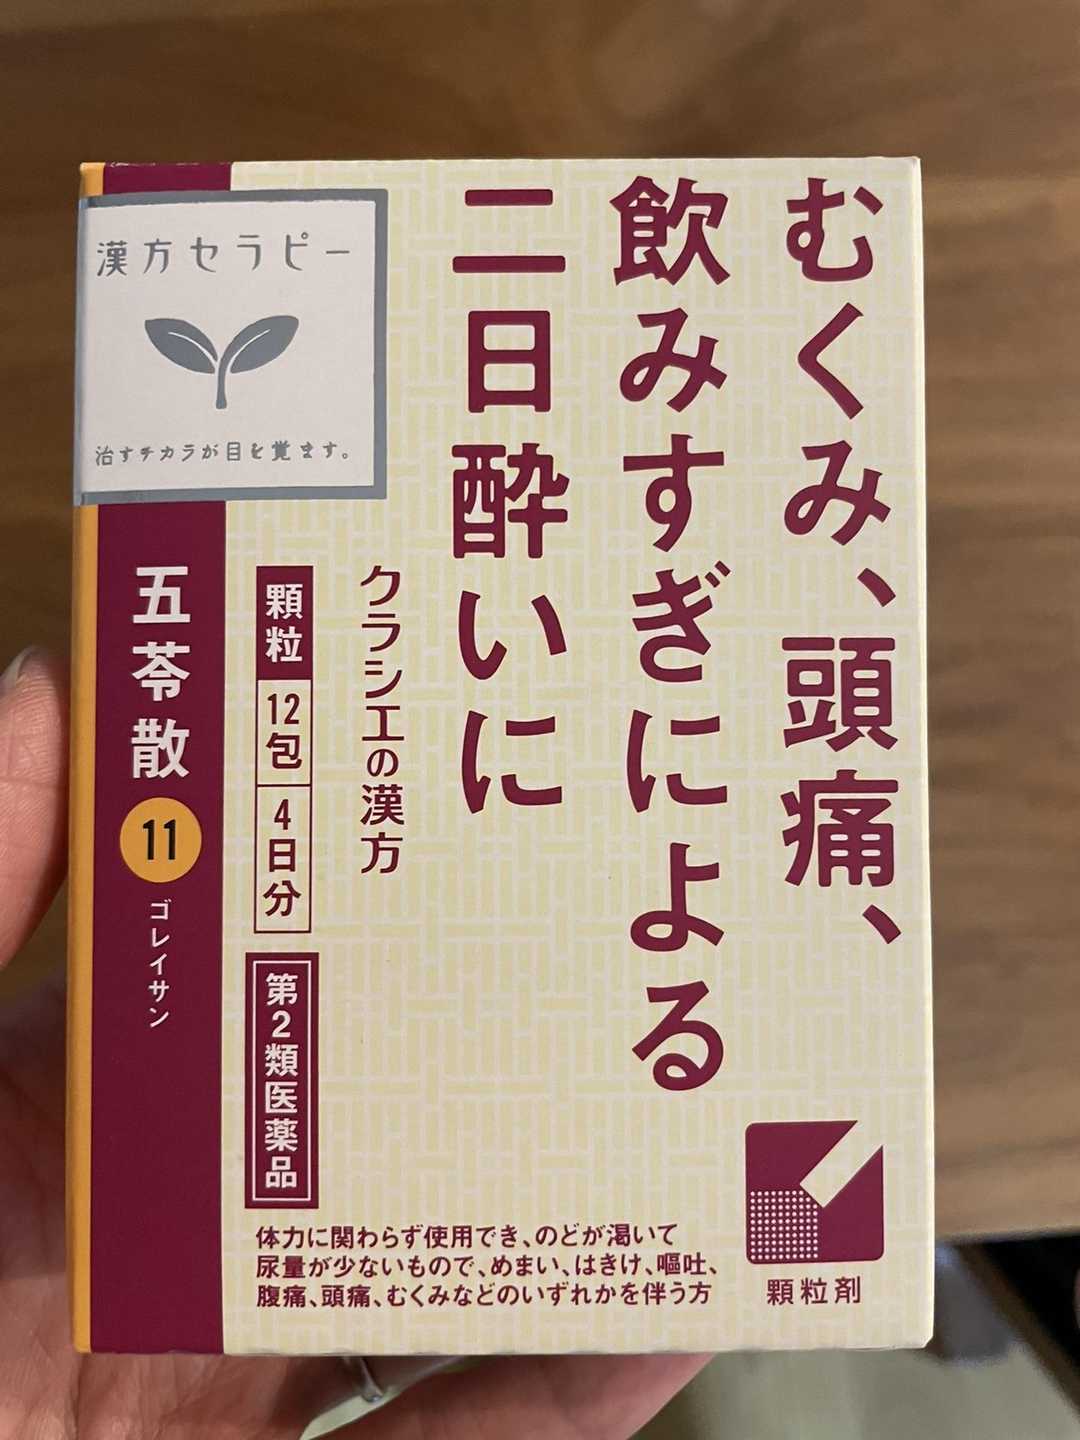 むくみ、頭痛、
飲みすぎによる
二日酔いに
漢方セラピー
治すチカラが目を覚ます。
クラシエの漢方
顆粒
12包
4日分
第2類医薬品
五苓散
11
ゴレイサン
体力に関わらず使用でき、のどが渇いて
尿量が少ないもので、めまい、はきけ、嘔吐、
腹痛、頭痛、むくみなどのいずれかを伴う方
顆粒剤